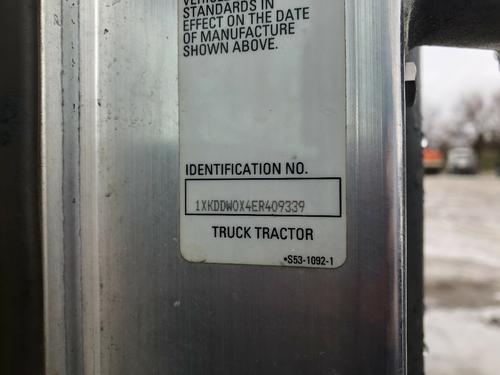 STANDARDS IN
EFFECT ON THE DATE
OF MANUFACTURE
SHOWN ABOVE.
IDENTIFICATION NO.
1XKDDW0X4ER409339
TRUCK TRACTOR
•S53-1092-1